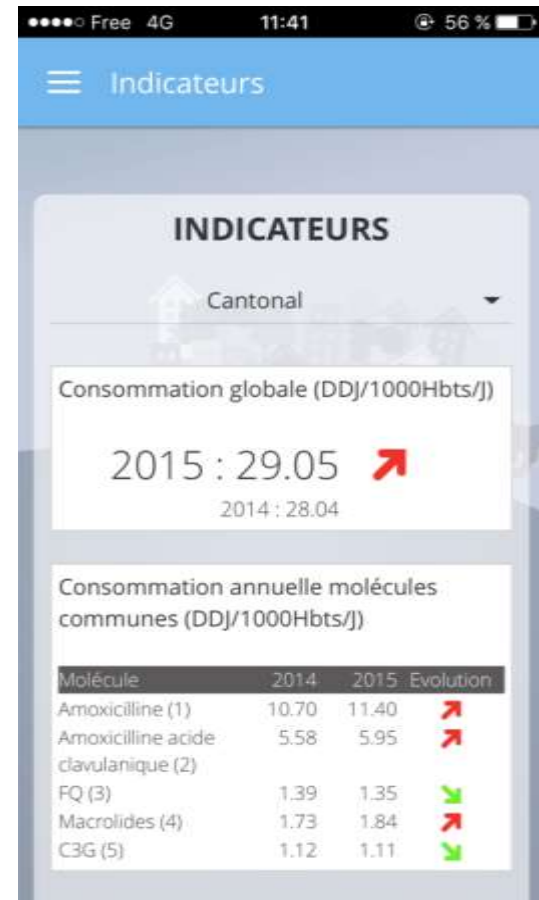 Free 4G 11:41 56 %
Indicateurs
INDICATEURS
Cantonal
Consommation globale (DDJ/1000Hbts/J)
2015 : 29.05
2014 : 28.04
Consommation annuelle molécules
communes (DDJ/1000Hbts/J)
Molécule 2014 2015 Evolution
Amoxicilline (1) 10.70 11.40
Amoxicilline acide 5.58 5.95
clavulanique (2)
FQ (3) 1.39 1.35
Macrolides (4) 1.73 1.84
C3G (5) 1.12 1.11